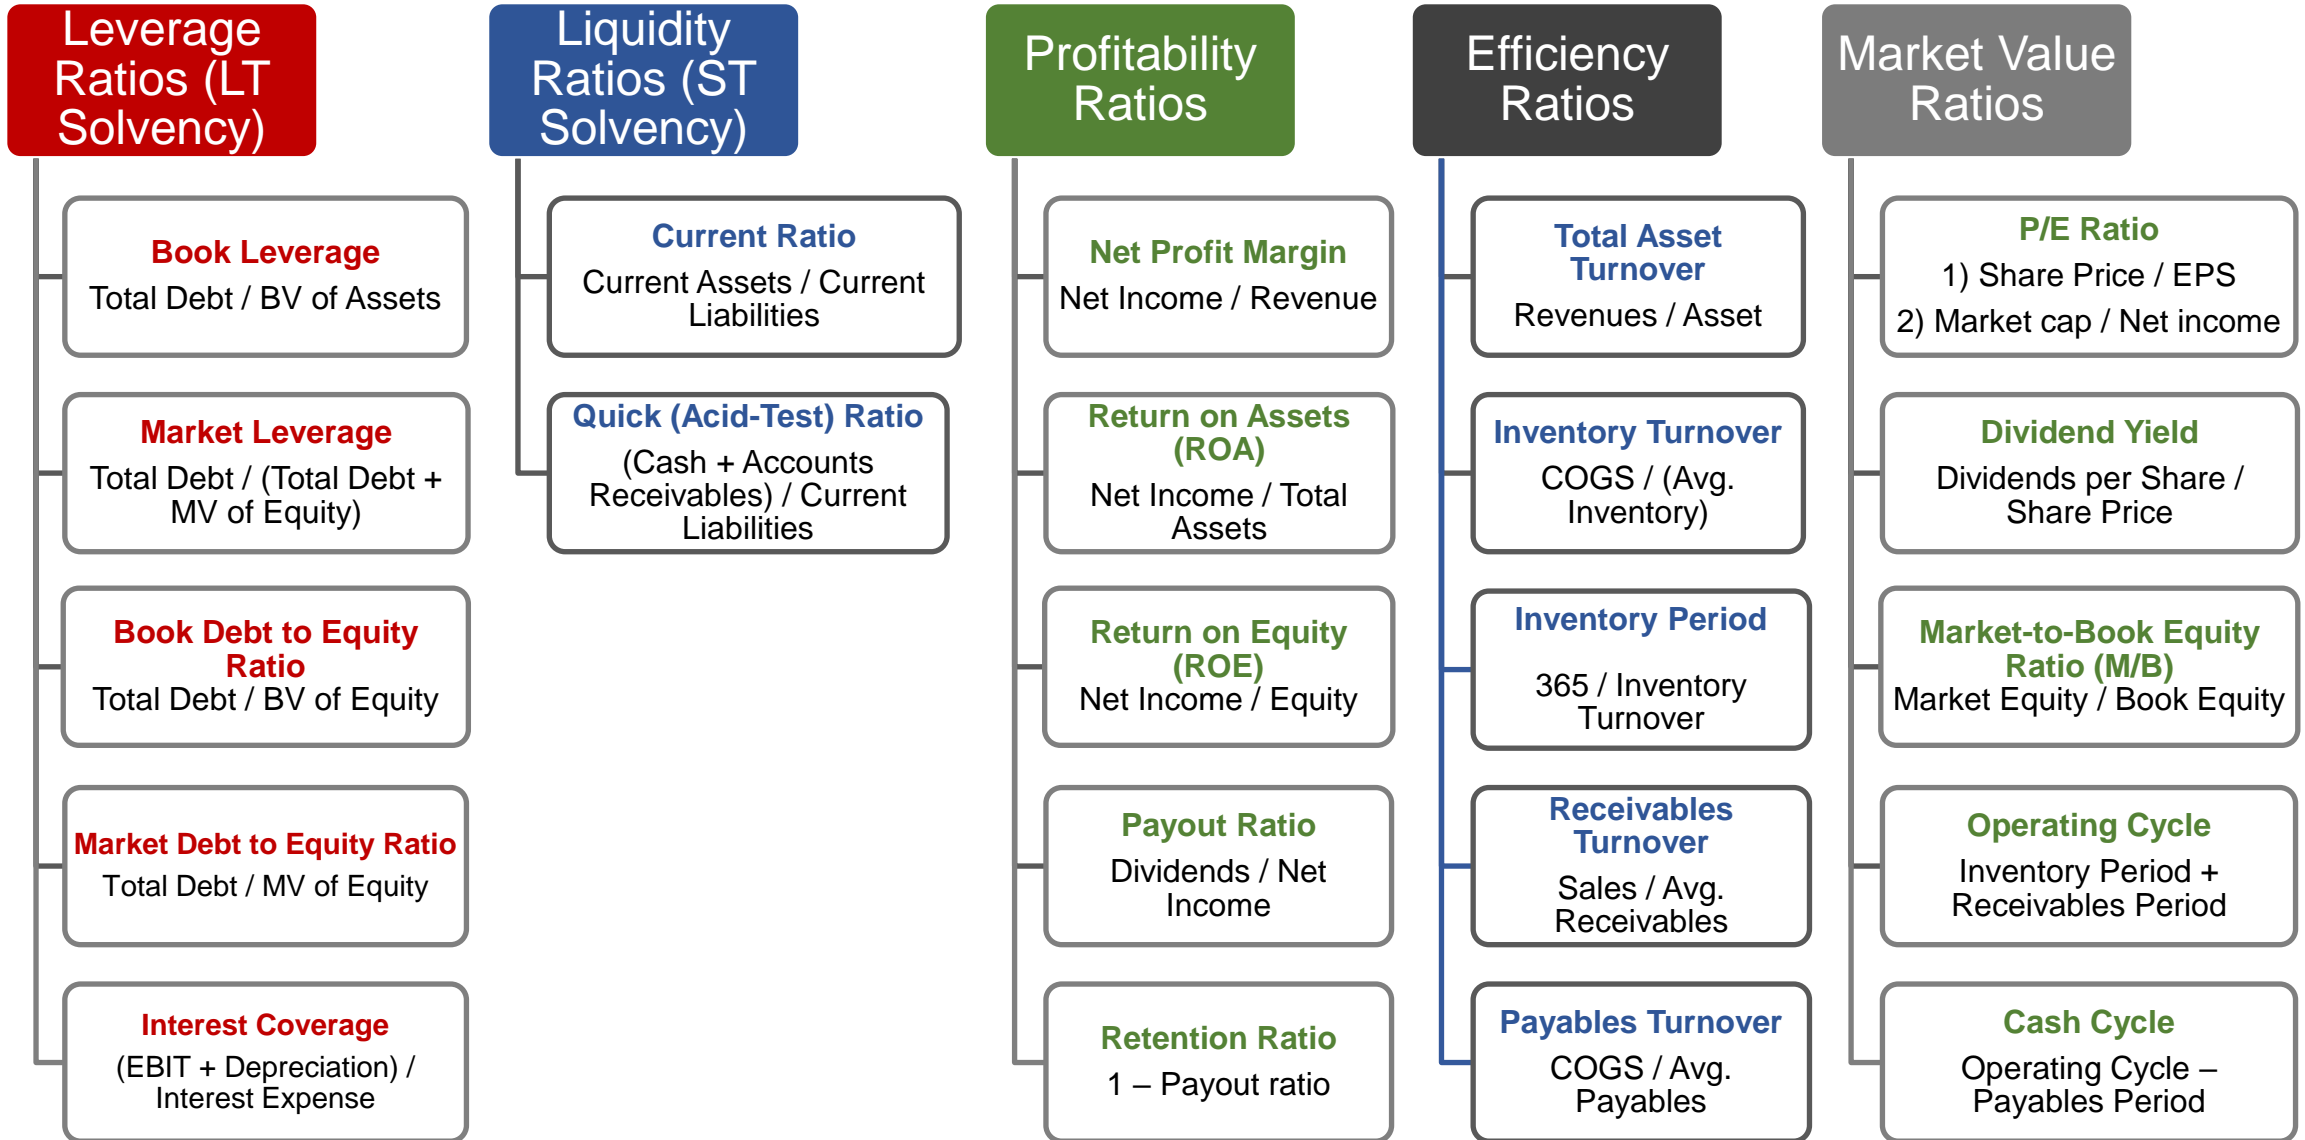 Leverage
Ratios (LT
Solvency)
Book Leverage
Total Debt / BV of Assets
Market Leverage
Total Debt / (Total Debt +
MV of Equity)
Book Debt to Equity
Ratio
Total Debt / BV of Equity
Market Debt to Equity Ratio
Total Debt / MV of Equity
Interest Coverage
(EBIT + Depreciation) /
Interest Expense
Liquidity
Ratios (ST
Solvency)
Current Ratio
Current Assets / Current
Liabilities
Quick (Acid-Test) Ratio
(Cash + Accounts
Receivables) / Current
Liabilities
Profitability
Ratios
Net Profit Margin
Net Income / Revenue
Return on Assets
(ROA)
Net Income / Total
Assets
Return on Equity
(ROE)
Net Income / Equity
Payout Ratio
Dividends / Net
Income
Retention Ratio
1 – Payout ratio
Efficiency
Ratios
Total Asset
Turnover
Revenues / Asset
Inventory Turnover
COGS / (Avg.
Inventory)
Inventory Period
365 / Inventory
Turnover
Receivables
Turnover
Sales / Avg.
Receivables
Payables Turnover
COGS / Avg.
Payables
Market Value
Ratios
P/E Ratio
1) Share Price / EPS
2) Market cap / Net income
Dividend Yield
Dividends per Share /
Share Price
Market-to-Book Equity
Ratio (M/B)
Market Equity / Book Equity
Operating Cycle
Inventory Period +
Receivables Period
Cash Cycle
Operating Cycle –
Payables Period